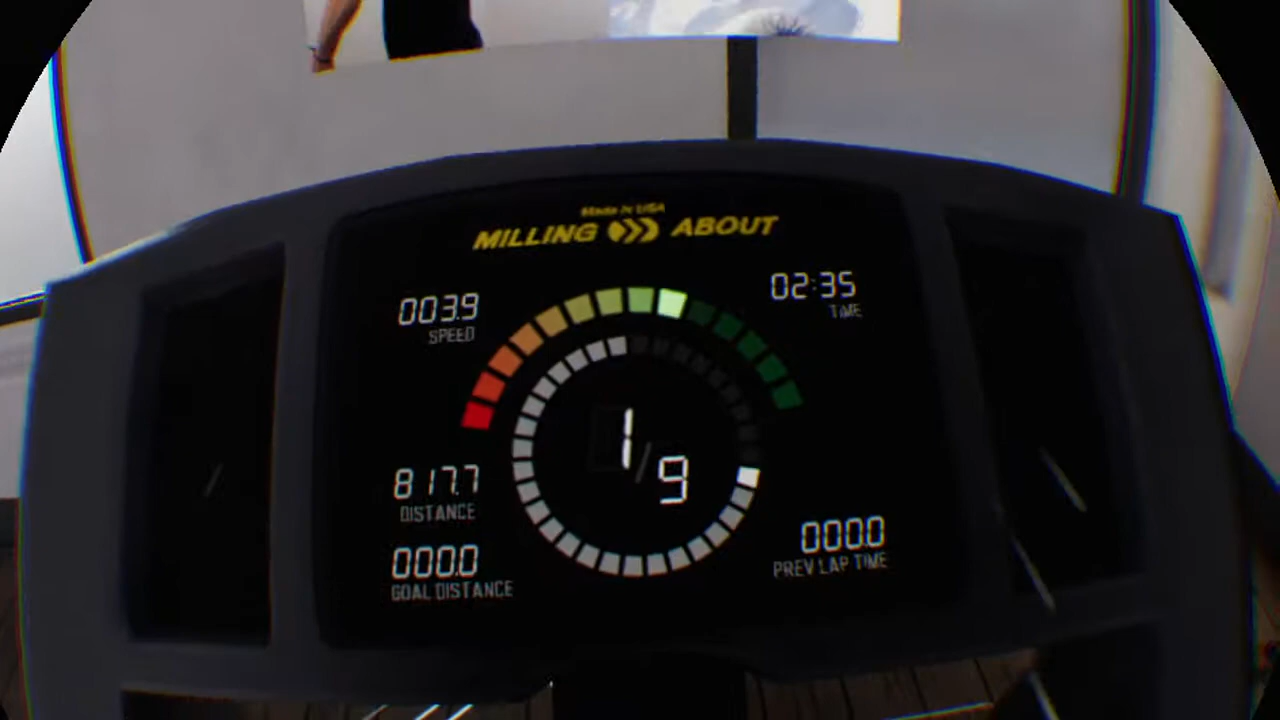 Made in USA
MILLING ABOUT
003.9
SPEED
02:35
TIME
1/9
817.7
DISTANCE
000.0
GOAL DISTANCE
000.0
PREV LAP TIME